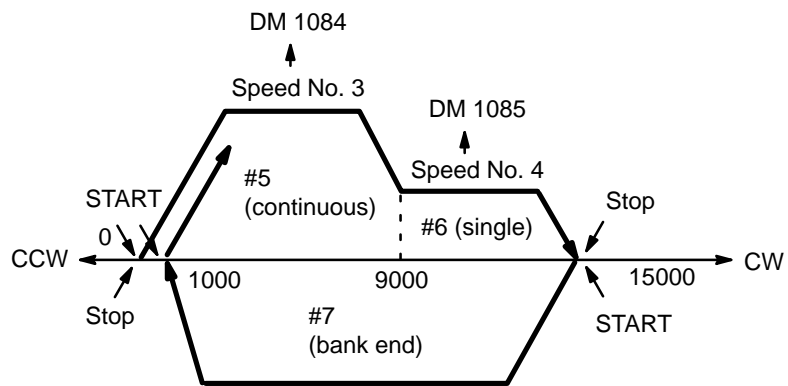 DM 1084
Speed No. 3
DM 1085
Speed No. 4
START
#5
(continuous)
Stop
#6 (single)
0
CCW
CW
1000
9000
15000
Stop
#7
(bank end)
START